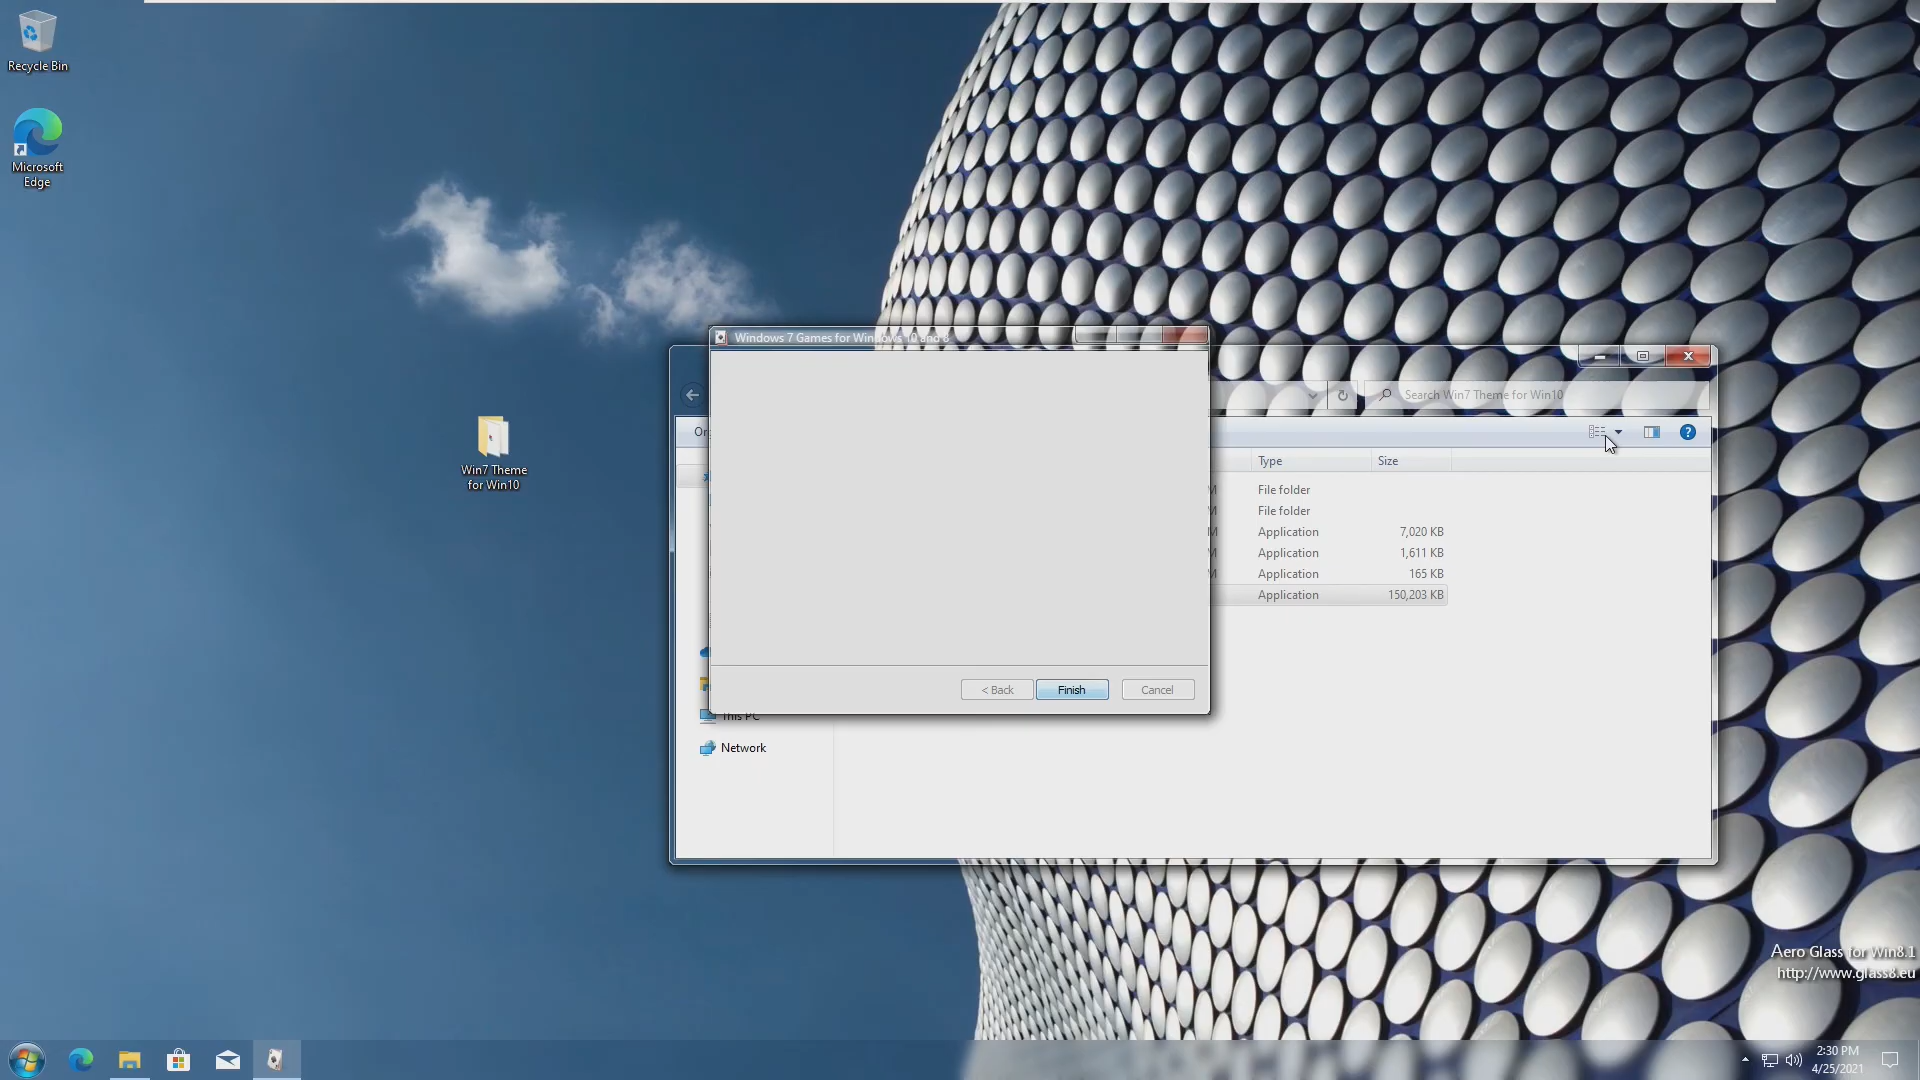 Recycle Bin
Microsoft
Edge
Win7 Theme
for Win10
Windows 7 Games for Windows 10 and 8
Search Win7 Theme for Win10
Or
Type
Size
M
File folder
M
File folder
M
Application
7,020 KB
M
Application
1,611 KB
M
Application
165 KB
Application
150,203 KB
< Back
Finish
Cancel
This PC
Network
Aero Glass for Win8.1
http://www.glass8.eu
2:30 PM
4/25/2021